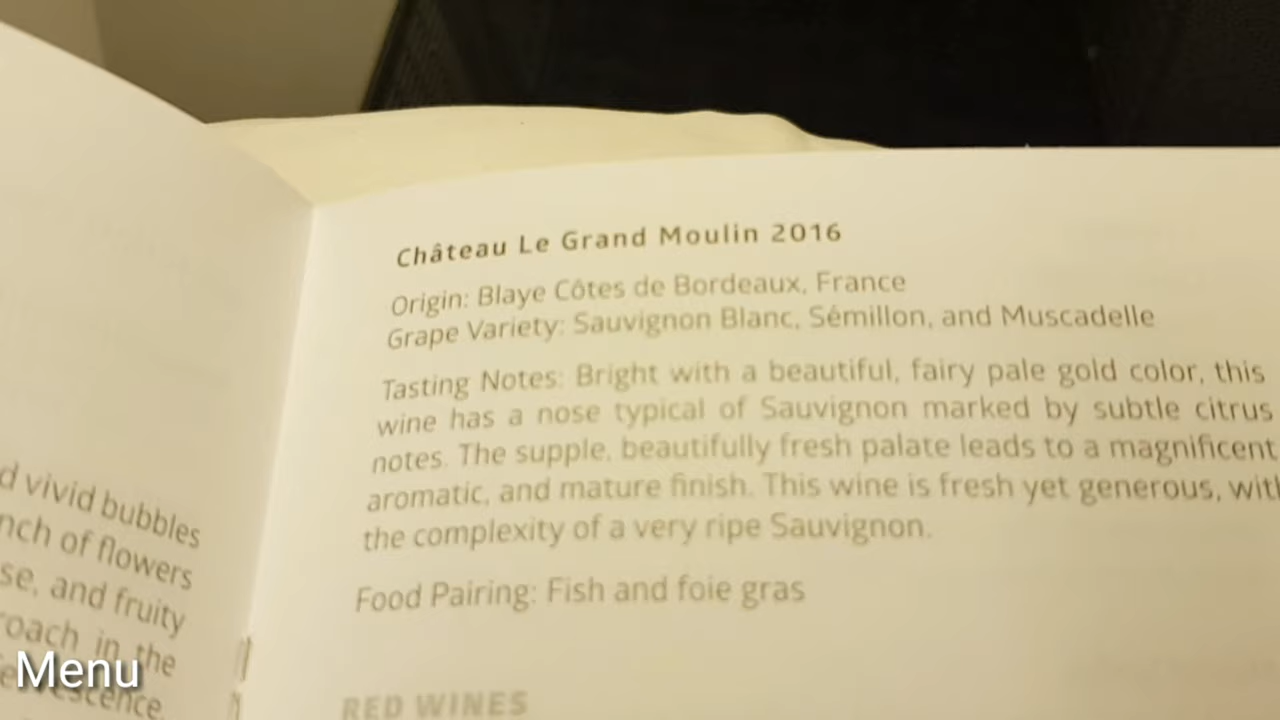 d vivid bubbles
nch of flowers
se, and fruity
roach in the
vescence.
Château Le Grand Moulin 2016
Origin: Blaye Côtes de Bordeaux, France
Grape Variety: Sauvignon Blanc, Sémillon, and Muscadelle
Tasting Notes: Bright with a beautiful, fairy pale gold color, this
wine has a nose typical of Sauvignon marked by subtle citrus
notes. The supple, beautifully fresh palate leads to a magnificent
aromatic, and mature finish. This wine is fresh yet generous, with
the complexity of a very ripe Sauvignon.
Food Pairing: Fish and foie gras
RED WINES
Menu